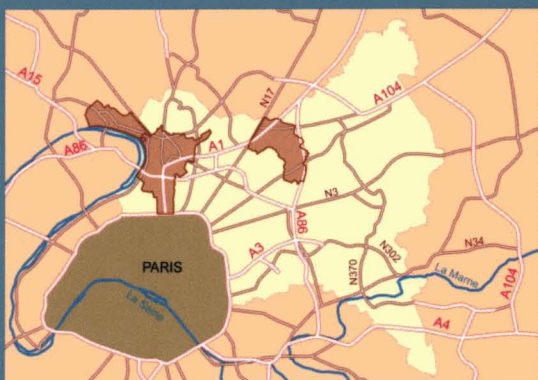 A15
N17
A104
A86
A1
N3
A86
A3
N34
N302
PARIS
La Marne
N370
A104
La Seine
A4